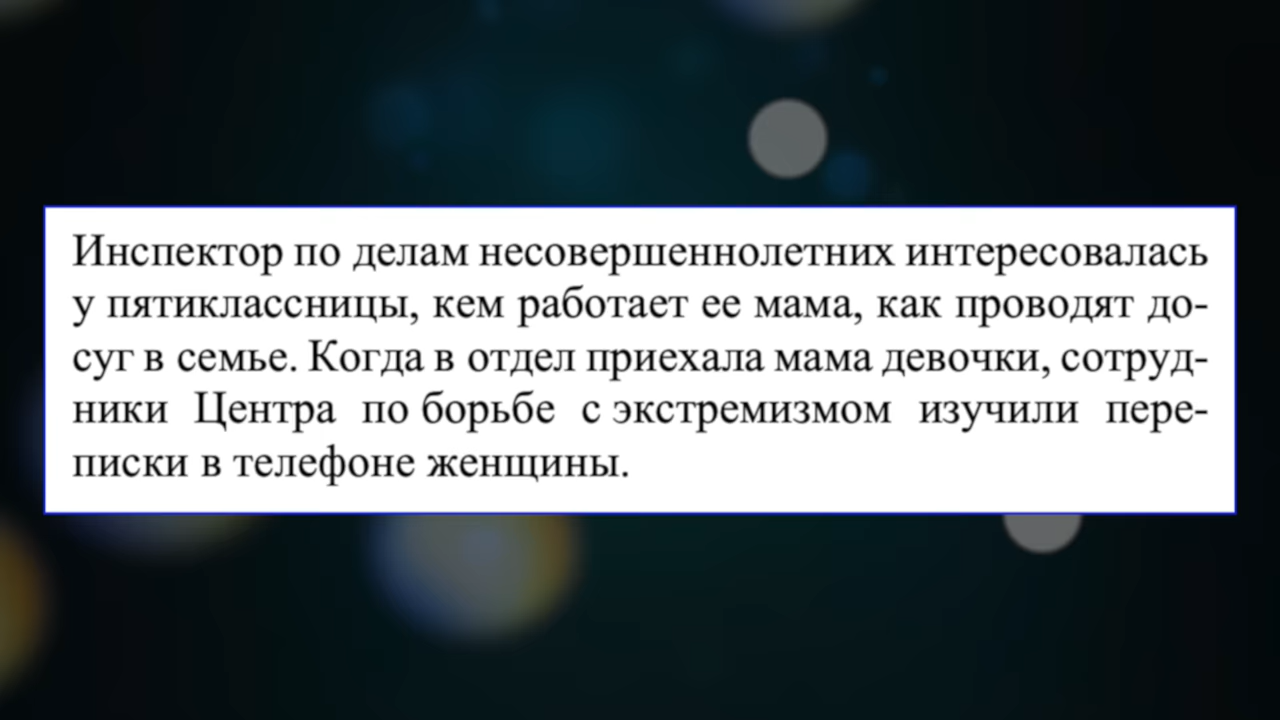 Инспектор по делам несовершеннолетних интересовалась
у пятиклассницы, кем работает ее мама, как проводят до-
суг в семье. Когда в отдел приехала мама девочки, сотруд-
ники Центра по борьбе с экстремизмом изучили пере-
писки в телефоне женщины.